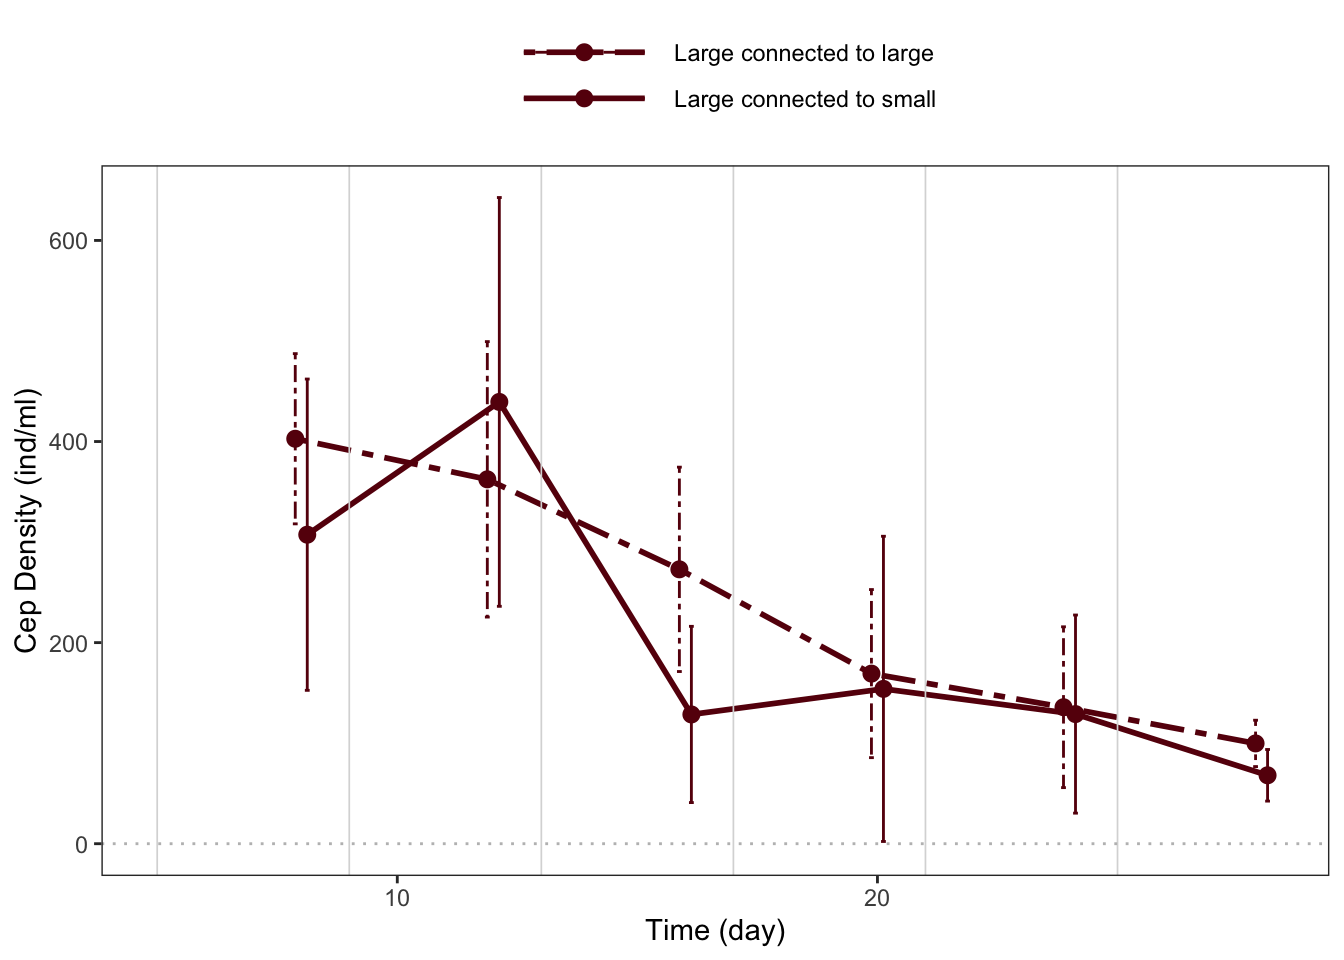 Large connected to large
Large connected to small
600
400
200
0
Cep Density (ind/ml)
10
20
Time (day)